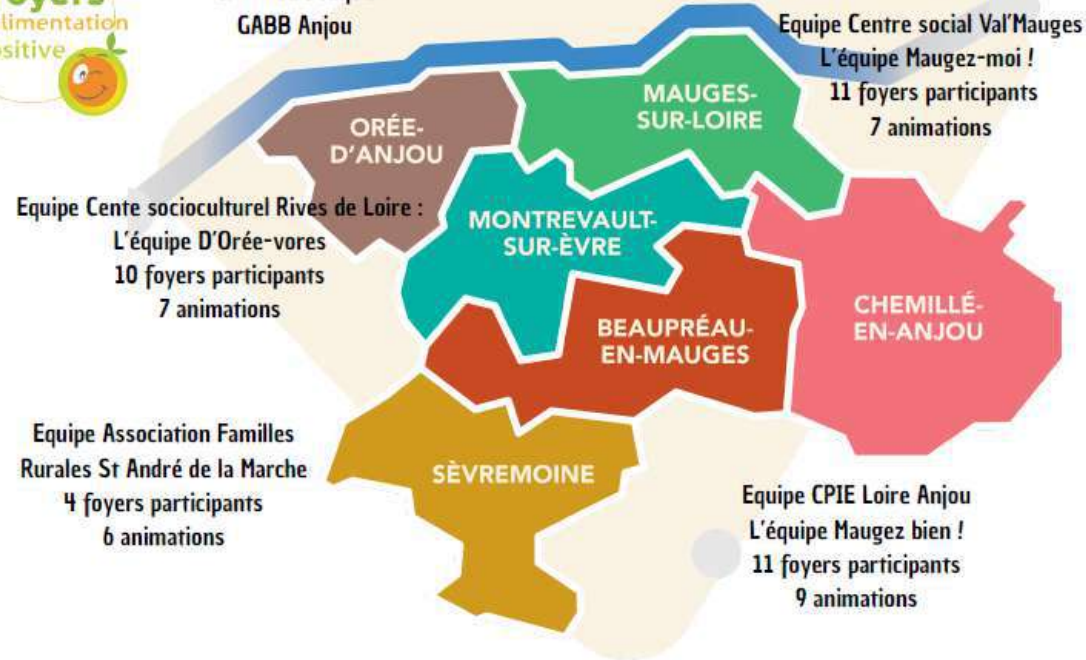 limentation
sitive
GABB Anjou
Equipe Centre social Val'Mauges
L'équipe Maugez-moi !
11 foyers participants
7 animations
MAUGES-
SUR-LOIRE
ORÉE-
D'ANJOU
Equipe Cente socioculturel Rives de Loire :
L'équipe D'Orée-vores
10 foyers participants
7 animations
MONTREVAULT-
SUR-ÈVRE
CHEMILLÉ-
EN-ANJOU
BEAUPRÉAU-
EN-MAUGES
Equipe Association Familles
Rurales St André de la Marche
4 foyers participants
6 animations
SÈVREMOINE
Equipe CPIE Loire Anjou
L'équipe Maugez bien !
11 foyers participants
9 animations